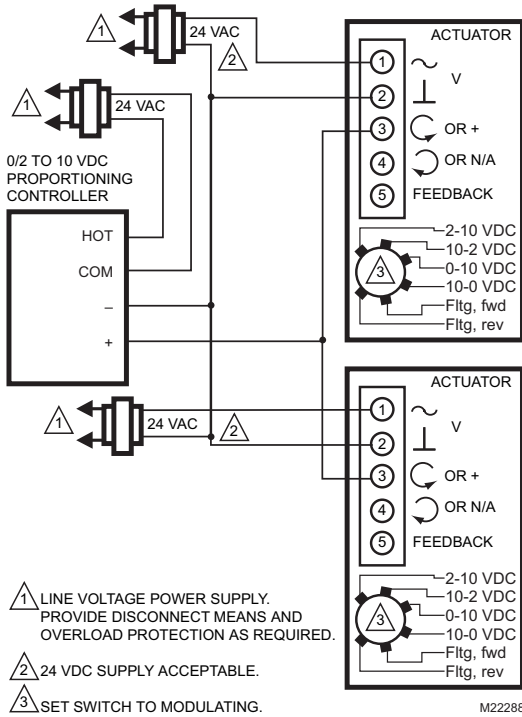 1
24 VAC
2
1
24 VAC
0/2 TO 10 VDC
PROPORTIONING
CONTROLLER
HOT
COM
–
+
1
24 VAC
2
ACTUATOR
1
V
2
3 OR +
4 OR N/A
5 FEEDBACK
2-10 VDC
10-2 VDC
3
0-10 VDC
10-0 VDC
Fltg, fwd
Fltg, rev
ACTUATOR
1
V
2
3 OR +
4 OR N/A
5 FEEDBACK
2-10 VDC
10-2 VDC
3
0-10 VDC
10-0 VDC
Fltg, fwd
Fltg, rev
1 LINE VOLTAGE POWER SUPPLY.
PROVIDE DISCONNECT MEANS AND
OVERLOAD PROTECTION AS REQUIRED.
2 24 VDC SUPPLY ACCEPTABLE.
3 SET SWITCH TO MODULATING.
M22288